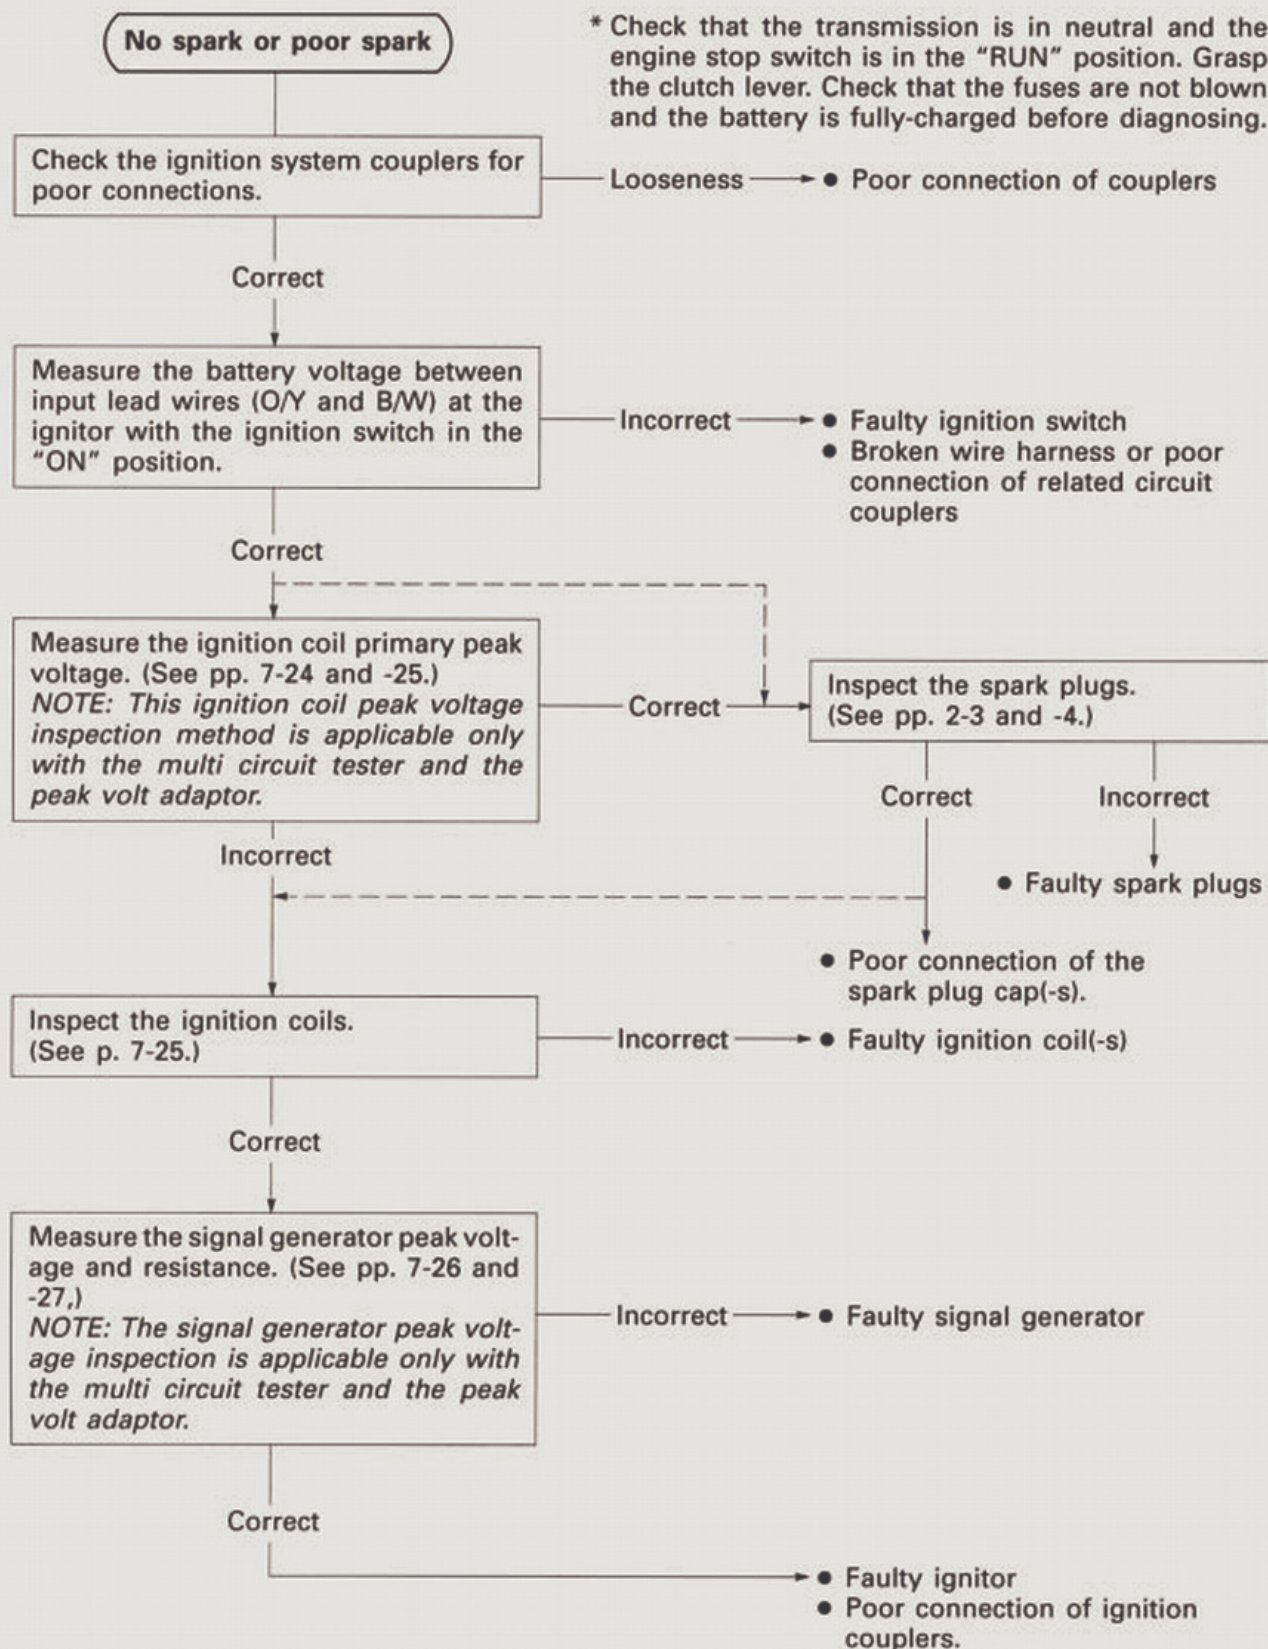 No spark or poor spark
* Check that the transmission is in neutral and the
engine stop switch is in the “RUN” position. Grasp
the clutch lever. Check that the fuses are not blown
and the battery is fully-charged before diagnosing.
Check the ignition system couplers for
poor connections.
Looseness
● Poor connection of couplers
Correct
Measure the battery voltage between
input lead wires (O/Y and B/W) at the
ignitor with the ignition switch in the
“ON” position.
Incorrect
● Faulty ignition switch
● Broken wire harness or poor
connection of related circuit
couplers
Correct
Measure the ignition coil primary peak
voltage. (See pp. 7-24 and -25.)
NOTE: This ignition coil peak voltage
inspection method is applicable only
with the multi circuit tester and the
peak volt adaptor.
Correct
Inspect the spark plugs.
(See pp. 2-3 and -4.)
Correct
Incorrect
● Faulty spark plugs
● Poor connection of the
spark plug cap(-s).
Incorrect
Inspect the ignition coils.
(See p. 7-25.)
Incorrect
● Faulty ignition coil(-s)
Correct
Measure the signal generator peak volt-
age and resistance. (See pp. 7-26 and
-27,)
NOTE: The signal generator peak volt-
age inspection is applicable only with
the multi circuit tester and the peak
volt adaptor.
Incorrect
● Faulty signal generator
Correct
● Faulty ignitor
● Poor connection of ignition
couplers.